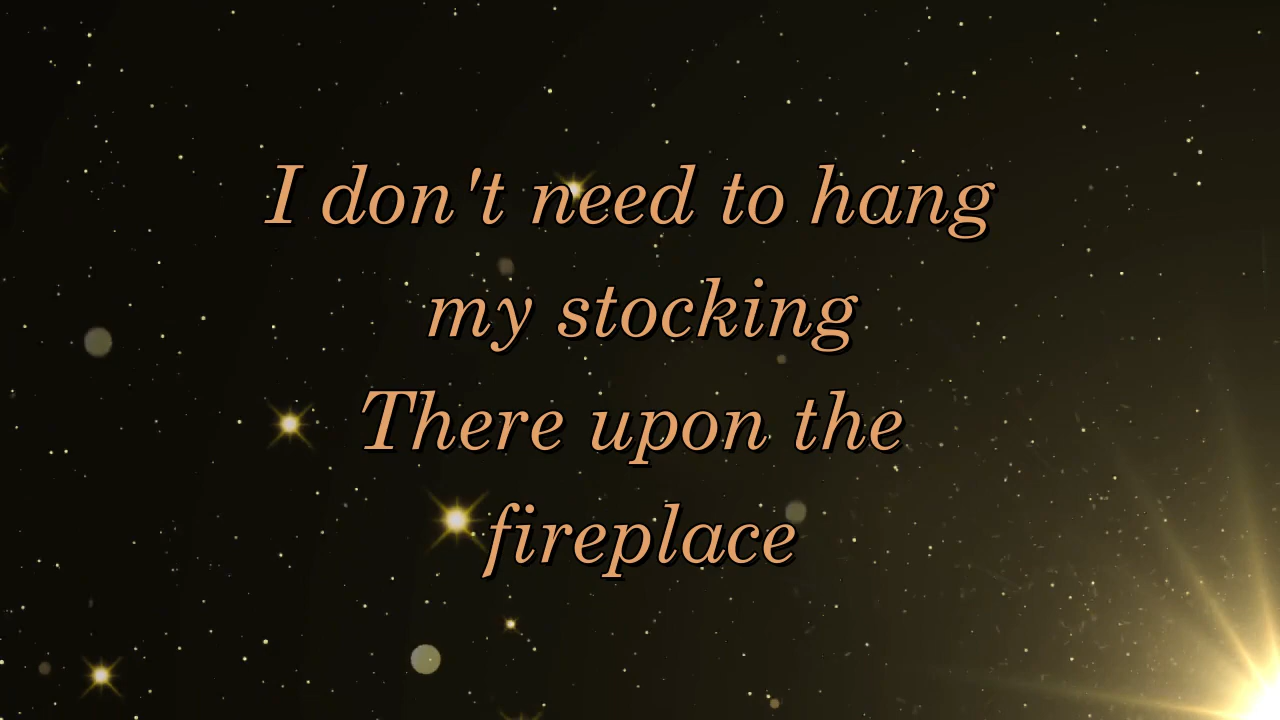 I don't need to hang
my stocking
There upon the
fireplace